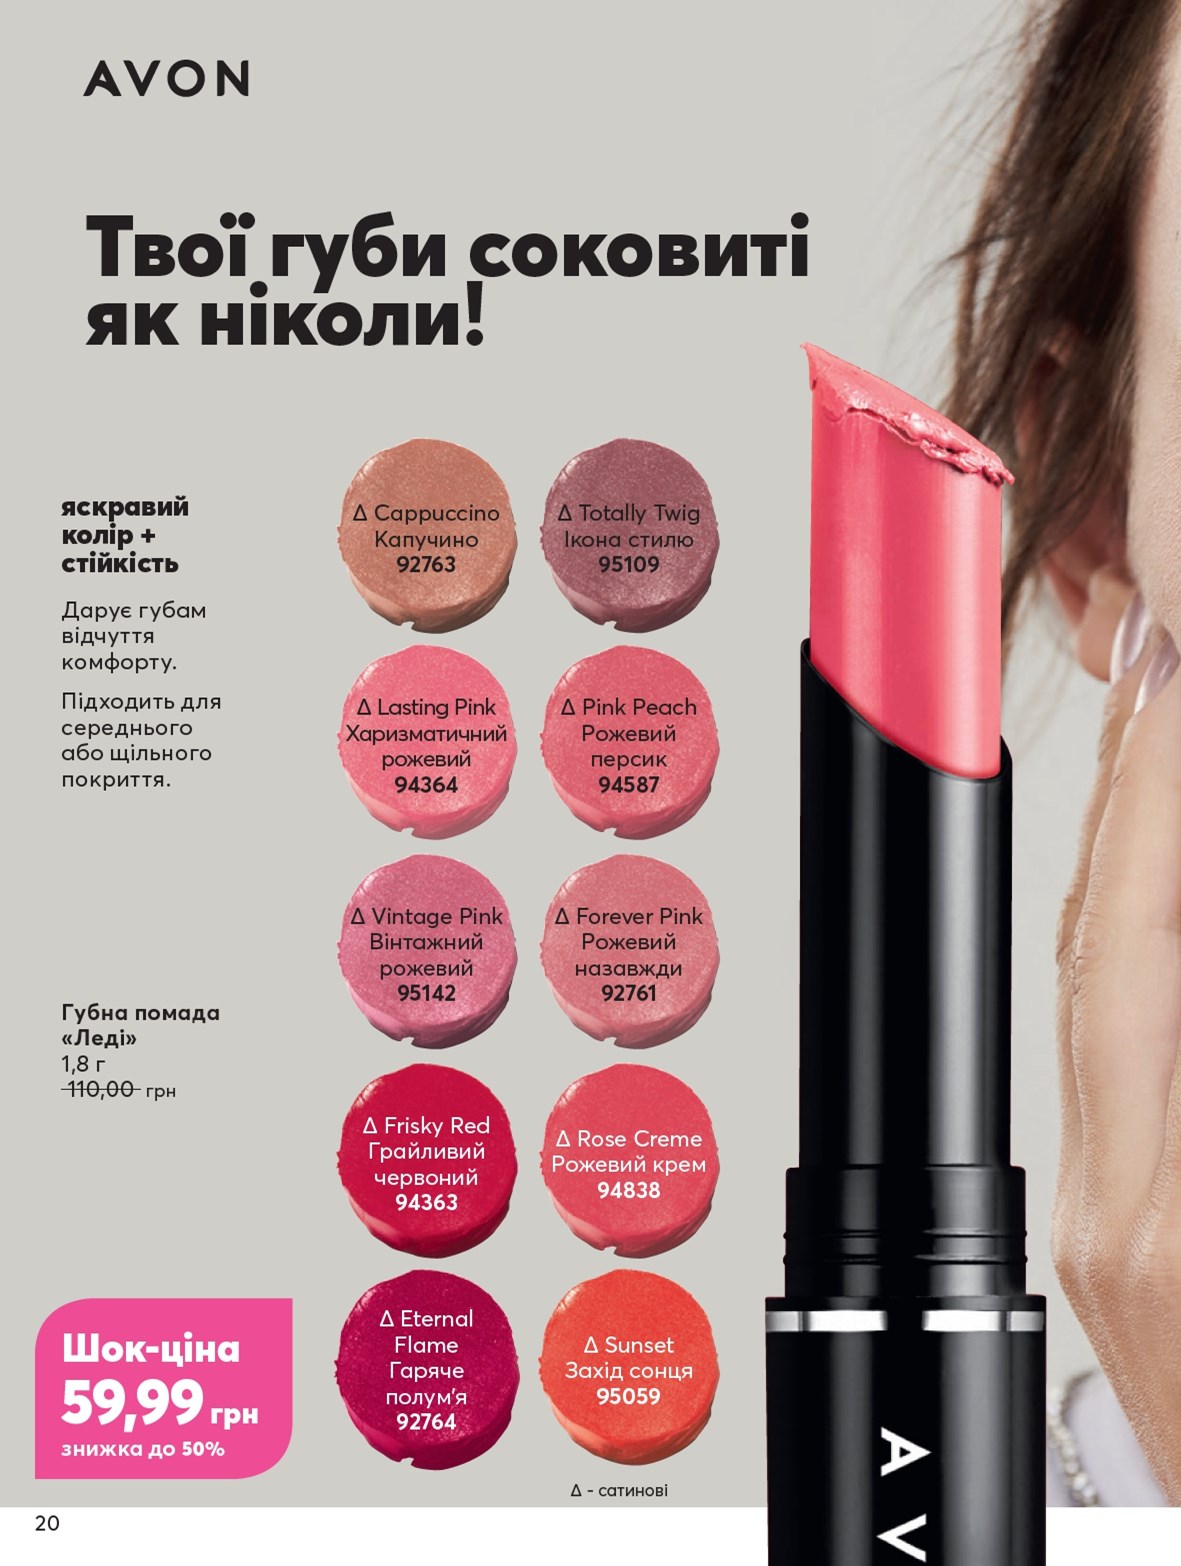 AVON
Твої губи соковиті
як ніколи!
яскравий
колір +
стійкість
Дарує губам
відчуття
комфорту.
Підходить для
середнього
або щільного
покриття.
Губна помада
«Леді»
1,8 г
110,00 грн
Шок-ціна
59,99 грн
знижка до 50%
Δ Cappuccino
Капучино
92763
Δ Totally Twig
Ікона стилю
95109
Δ Lasting Pink
Харизматичний
рожевий
94364
Δ Pink Peach
Рожевий
персик
94587
Δ Vintage Pink
Вінтажний
рожевий
95142
Δ Forever Pink
Рожевий
назавжди
92761
Δ Frisky Red
Грайливий
червоний
94363
Δ Rose Creme
Рожевий крем
94838
Δ Eternal
Flame
Гаряче
полум'я
92764
Δ Sunset
Захід сонця
95059
Δ - сатинові
AV
20